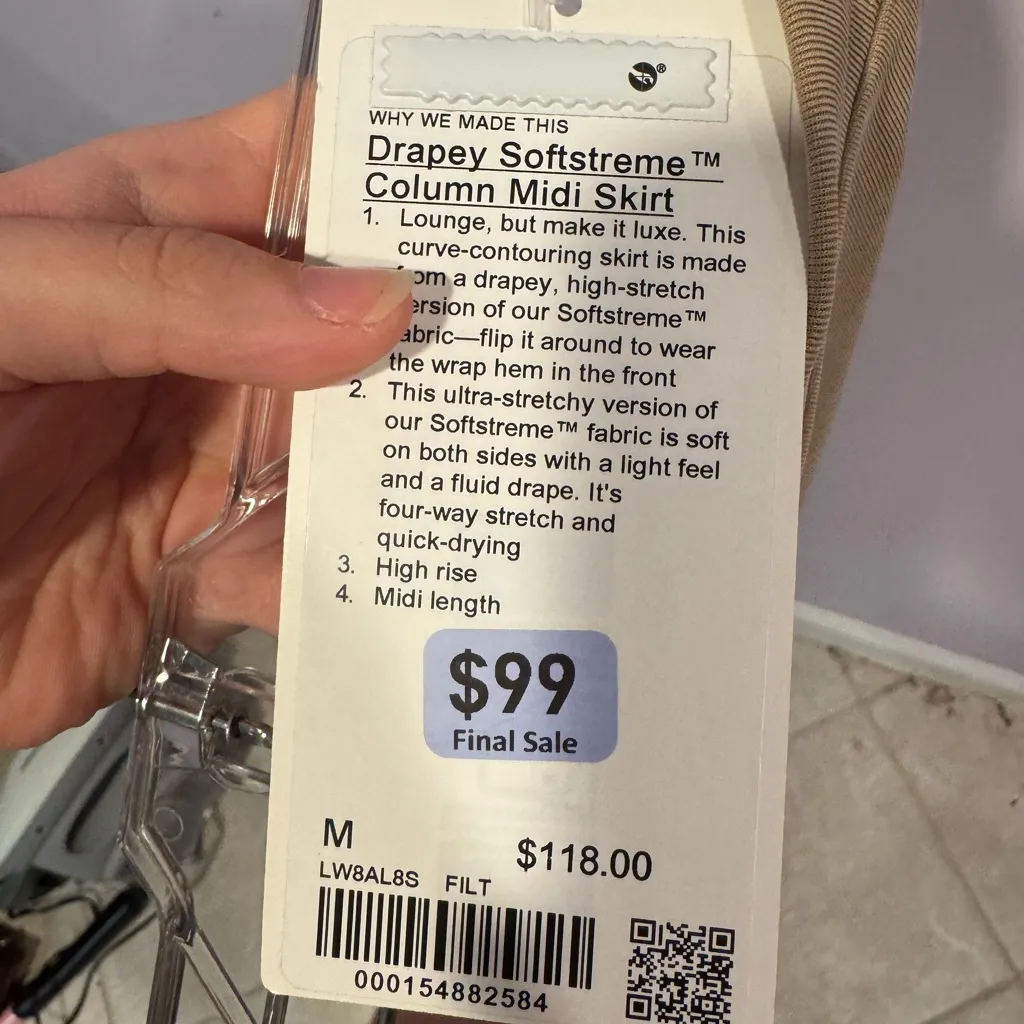 WHY WE MADE THIS
Drapey Softstreme™
Column Midi Skirt
1. Lounge, but make it luxe. This
curve-contouring skirt is made
a drapey, high-stretch
of our Softstreme™
flip it around to wear
the wrap hem in the front
2. This ultra-stretchy version of
our Softstreme™ fabric is soft
on both sides with a light feel
and a fluid drape. It's
four-way stretch and
quick-drying
3. High rise
4. Midi length
$99
Final Sale
M
$118.00
LW8AL8S FILT
000154882584